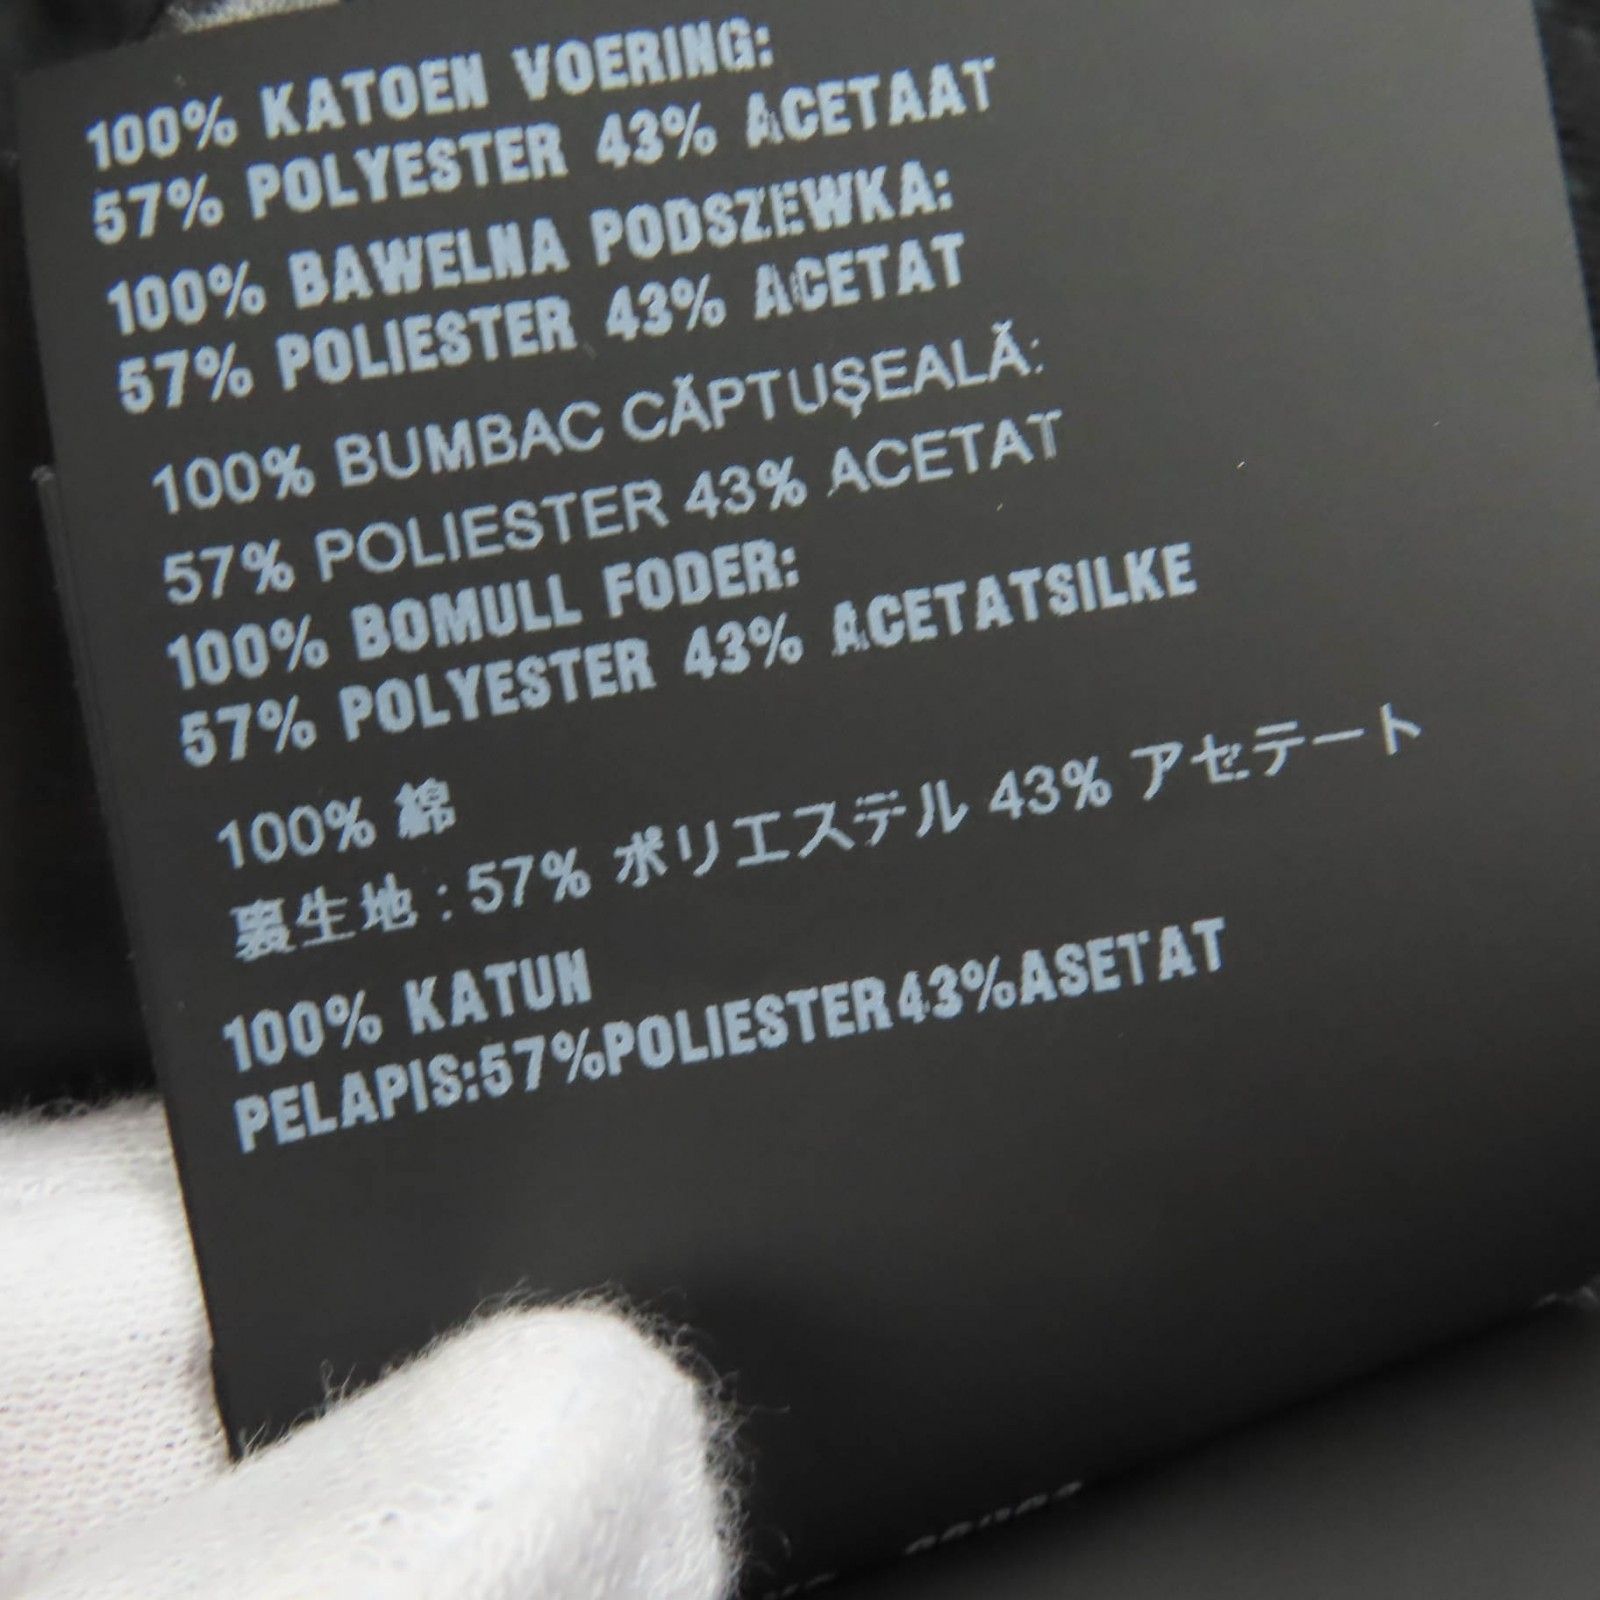 100% KATOEN VOERING:
57% POLYESTER 43% ACETAAT
100% BAWELNA PODSZEWKA:
57% POLIESTER 43% ACETAT
100% BUMBAC CĂPTUŞEALĂ:
57% POLIESTER 43% ACETAT
100% BOMULL FODER:
57% POLYESTER 43% ACETATSILKE
100% 綿
裏生地 : 57% ポリエステル 43% アセテート
100% KATUN
PELAPIS:57%POLIESTER43%ASETAT